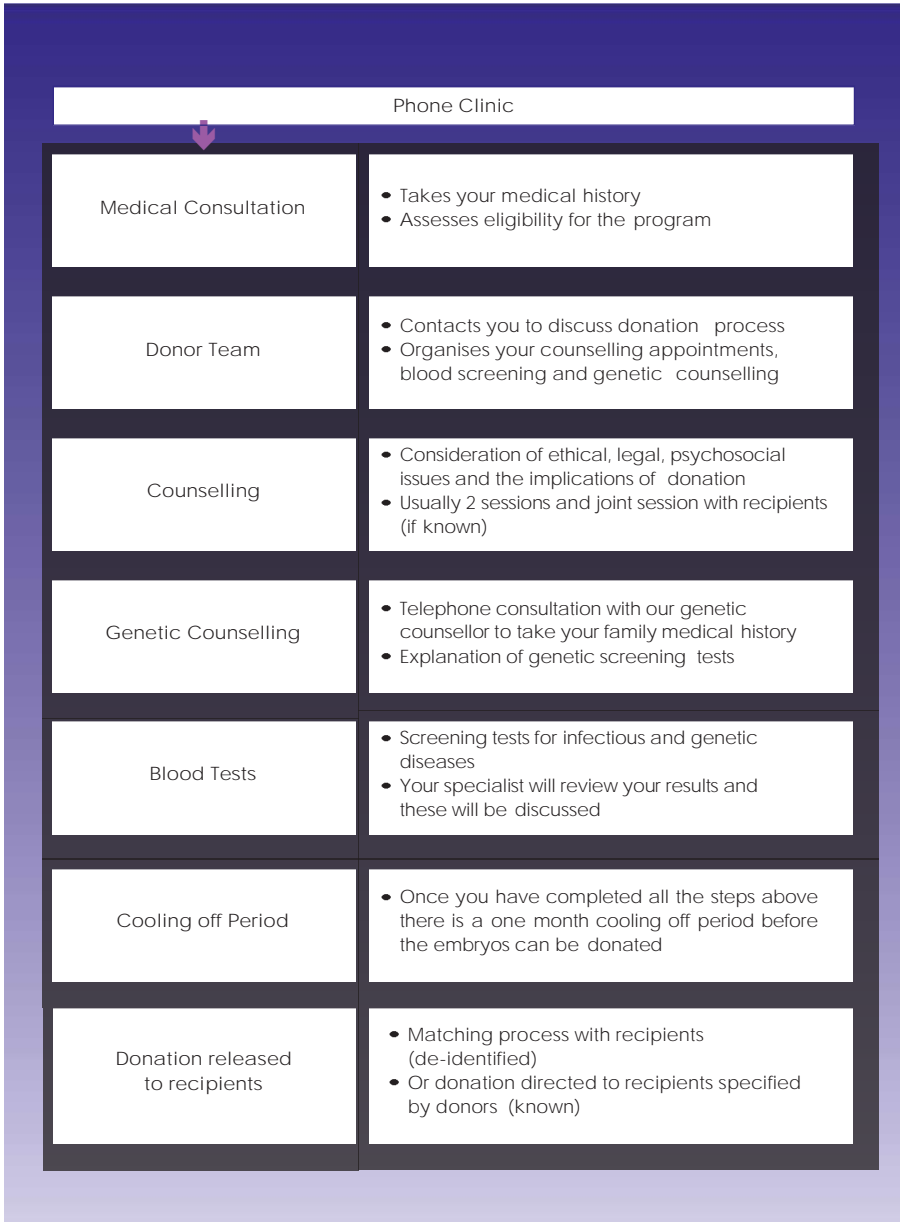 Phone Clinic
Medical Consultation
• Takes your medical history
• Assesses eligibility for the program
Donor Team
• Contacts you to discuss donation process
• Organises your counselling appointments,
blood screening and genetic counselling
Counselling
• Consideration of ethical, legal, psychosocial
issues and the implications of donation
• Usually 2 sessions and joint session with recipients
(if known)
Genetic Counselling
• Telephone consultation with our genetic
counsellor to take your family medical history
• Explanation of genetic screening tests
Blood Tests
• Screening tests for infectious and genetic
diseases
• Your specialist will review your results and
these will be discussed
Cooling off Period
• Once you have completed all the steps above
there is a one month cooling off period before
the embryos can be donated
Donation released
to recipients
• Matching process with recipients
(de-identified)
• Or donation directed to recipients specified
by donors (known)